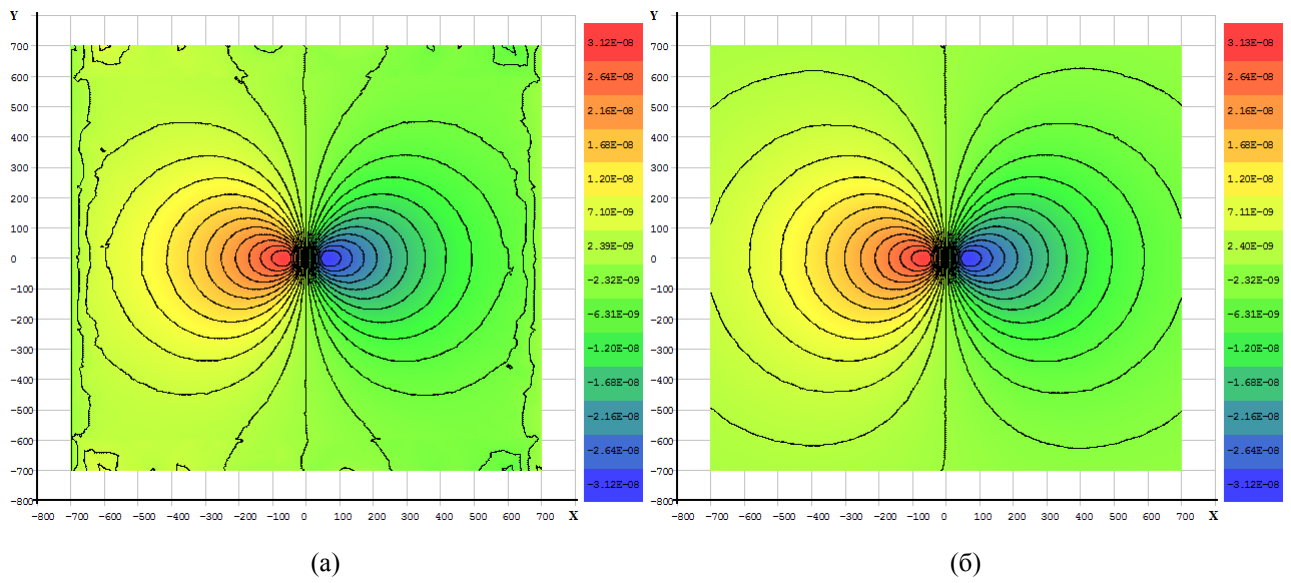 Y
700
600
500
400
300
200
100
0
-100
-200
-300
-400
-500
-600
-700
-800
-800 -700 -600 -500 -400 -300 -200 -100 0 100 200 300 400 500 600 700 X
3.12E-08
2.64E-08
2.16E-08
1.68E-08
1.20E-08
7.10E-09
2.39E-09
-2.32E-09
-6.31E-09
-1.20E-08
-1.68E-08
-2.16E-08
-2.64E-08
-3.12E-08
(а)
Y
700
600
500
400
300
200
100
0
-100
-200
-300
-400
-500
-600
-700
-800
-800 -700 -600 -500 -400 -300 -200 -100 0 100 200 300 400 500 600 700 X
3.13E-08
2.64E-08
2.16E-08
1.68E-08
1.20E-08
7.11E-09
2.40E-09
-2.32E-09
-6.31E-09
-1.20E-08
-1.68E-08
-2.16E-08
-2.64E-08
-3.12E-08
(б)